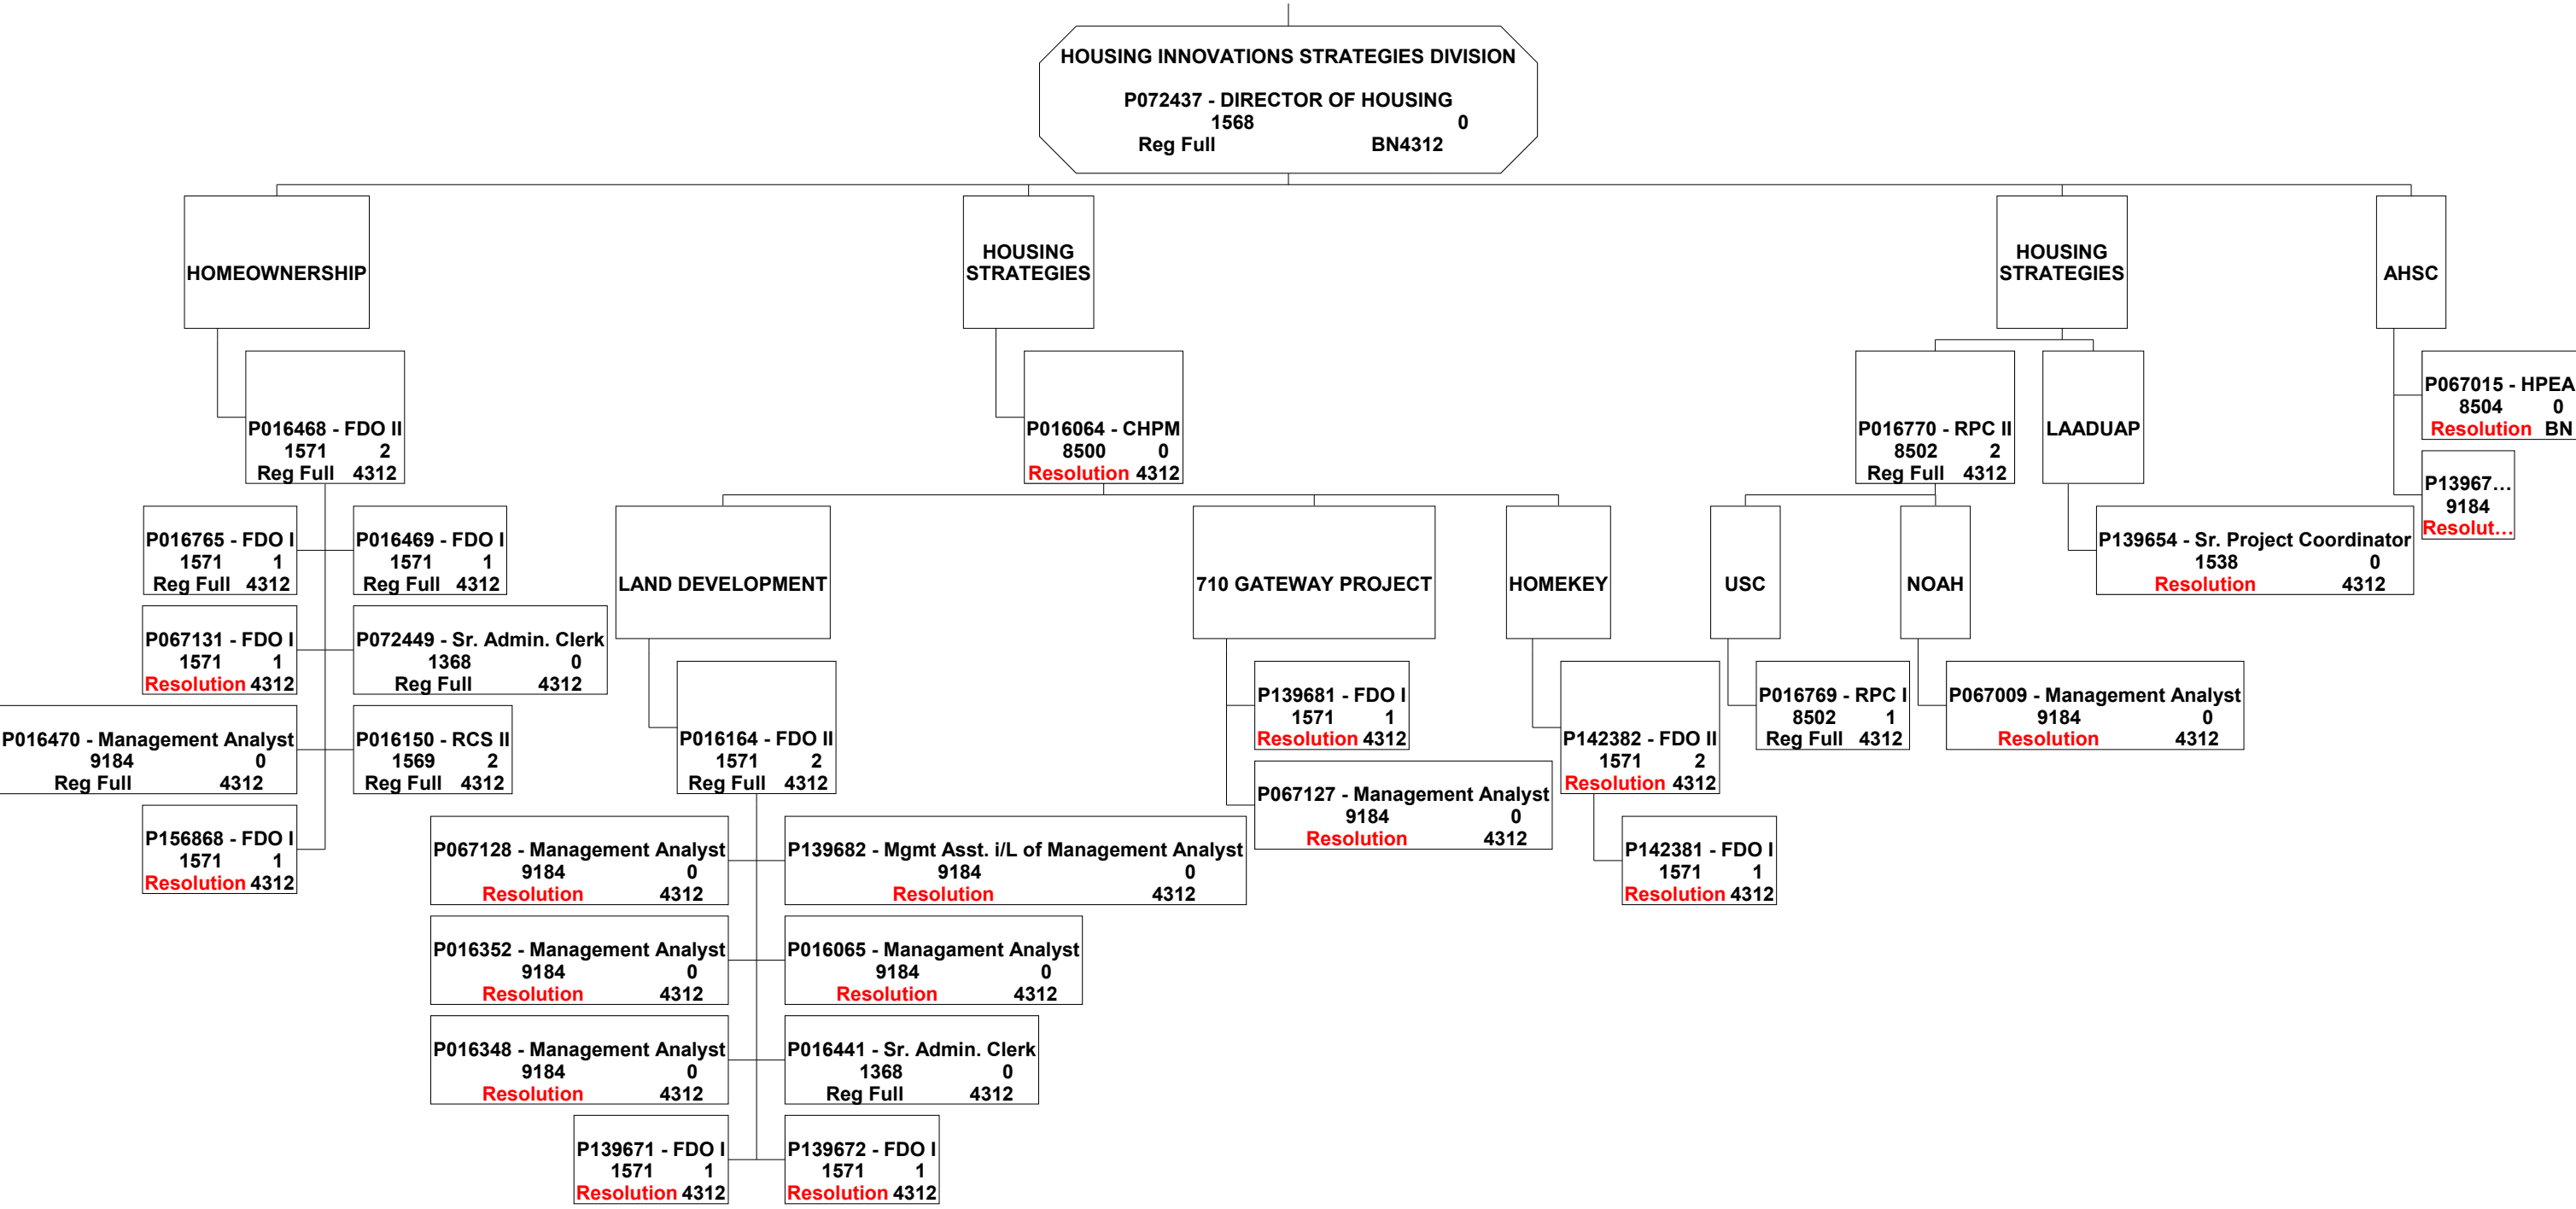 HOUSING INNOVATIONS STRATEGIES DIVISION
P072437 - DIRECTOR OF HOUSING
1568 0
Reg Full BN4312
HOMEOWNERSHIP
P016468 - FDO II
1571 2
Reg Full 4312
P016765 - FDO I
1571 1
Reg Full 4312
P016469 - FDO I
1571 1
Reg Full 4312
P067131 - FDO I
1571 1
Resolution 4312
P072449 - Sr. Admin. Clerk
1368 0
Reg Full 4312
P016470 - Management Analyst
9184 0
Reg Full 4312
P016150 - RCS II
1569 2
Reg Full 4312
P156868 - FDO I
1571 1
Resolution 4312
HOUSING
STRATEGIES
P016064 - CHPM
8500 0
Resolution 4312
LAND DEVELOPMENT
P016164 - FDO II
1571 2
Reg Full 4312
P067128 - Management Analyst
9184 0
Resolution 4312
P139682 - Mgmt Asst. i/L of Management Analyst
9184 0
Resolution 4312
P016352 - Management Analyst
9184 0
Resolution 4312
P016065 - Managament Analyst
9184 0
Resolution 4312
P016348 - Management Analyst
9184 0
Resolution 4312
P016441 - Sr. Admin. Clerk
1368 0
Reg Full 4312
P139671 - FDO I
1571 1
Resolution 4312
P139672 - FDO I
1571 1
Resolution 4312
710 GATEWAY PROJECT
P139681 - FDO I
1571 1
Resolution 4312
P067127 - Management Analyst
9184 0
Resolution 4312
HOMEKEY
P142382 - FDO II
1571 2
Resolution 4312
P142381 - FDO I
1571 1
Resolution 4312
HOUSING
STRATEGIES
P016770 - RPC II
8502 2
Reg Full 4312
USC
P016769 - RPC I
8502 1
Reg Full 4312
NOAH
P067009 - Management Analyst
9184 0
Resolution 4312
LAADUAP
P139654 - Sr. Project Coordinator
1538 0
Resolution 4312
AHSC
P067015 - HPEA
8504 0
Resolution BN
P13967...
9184
Resolut...